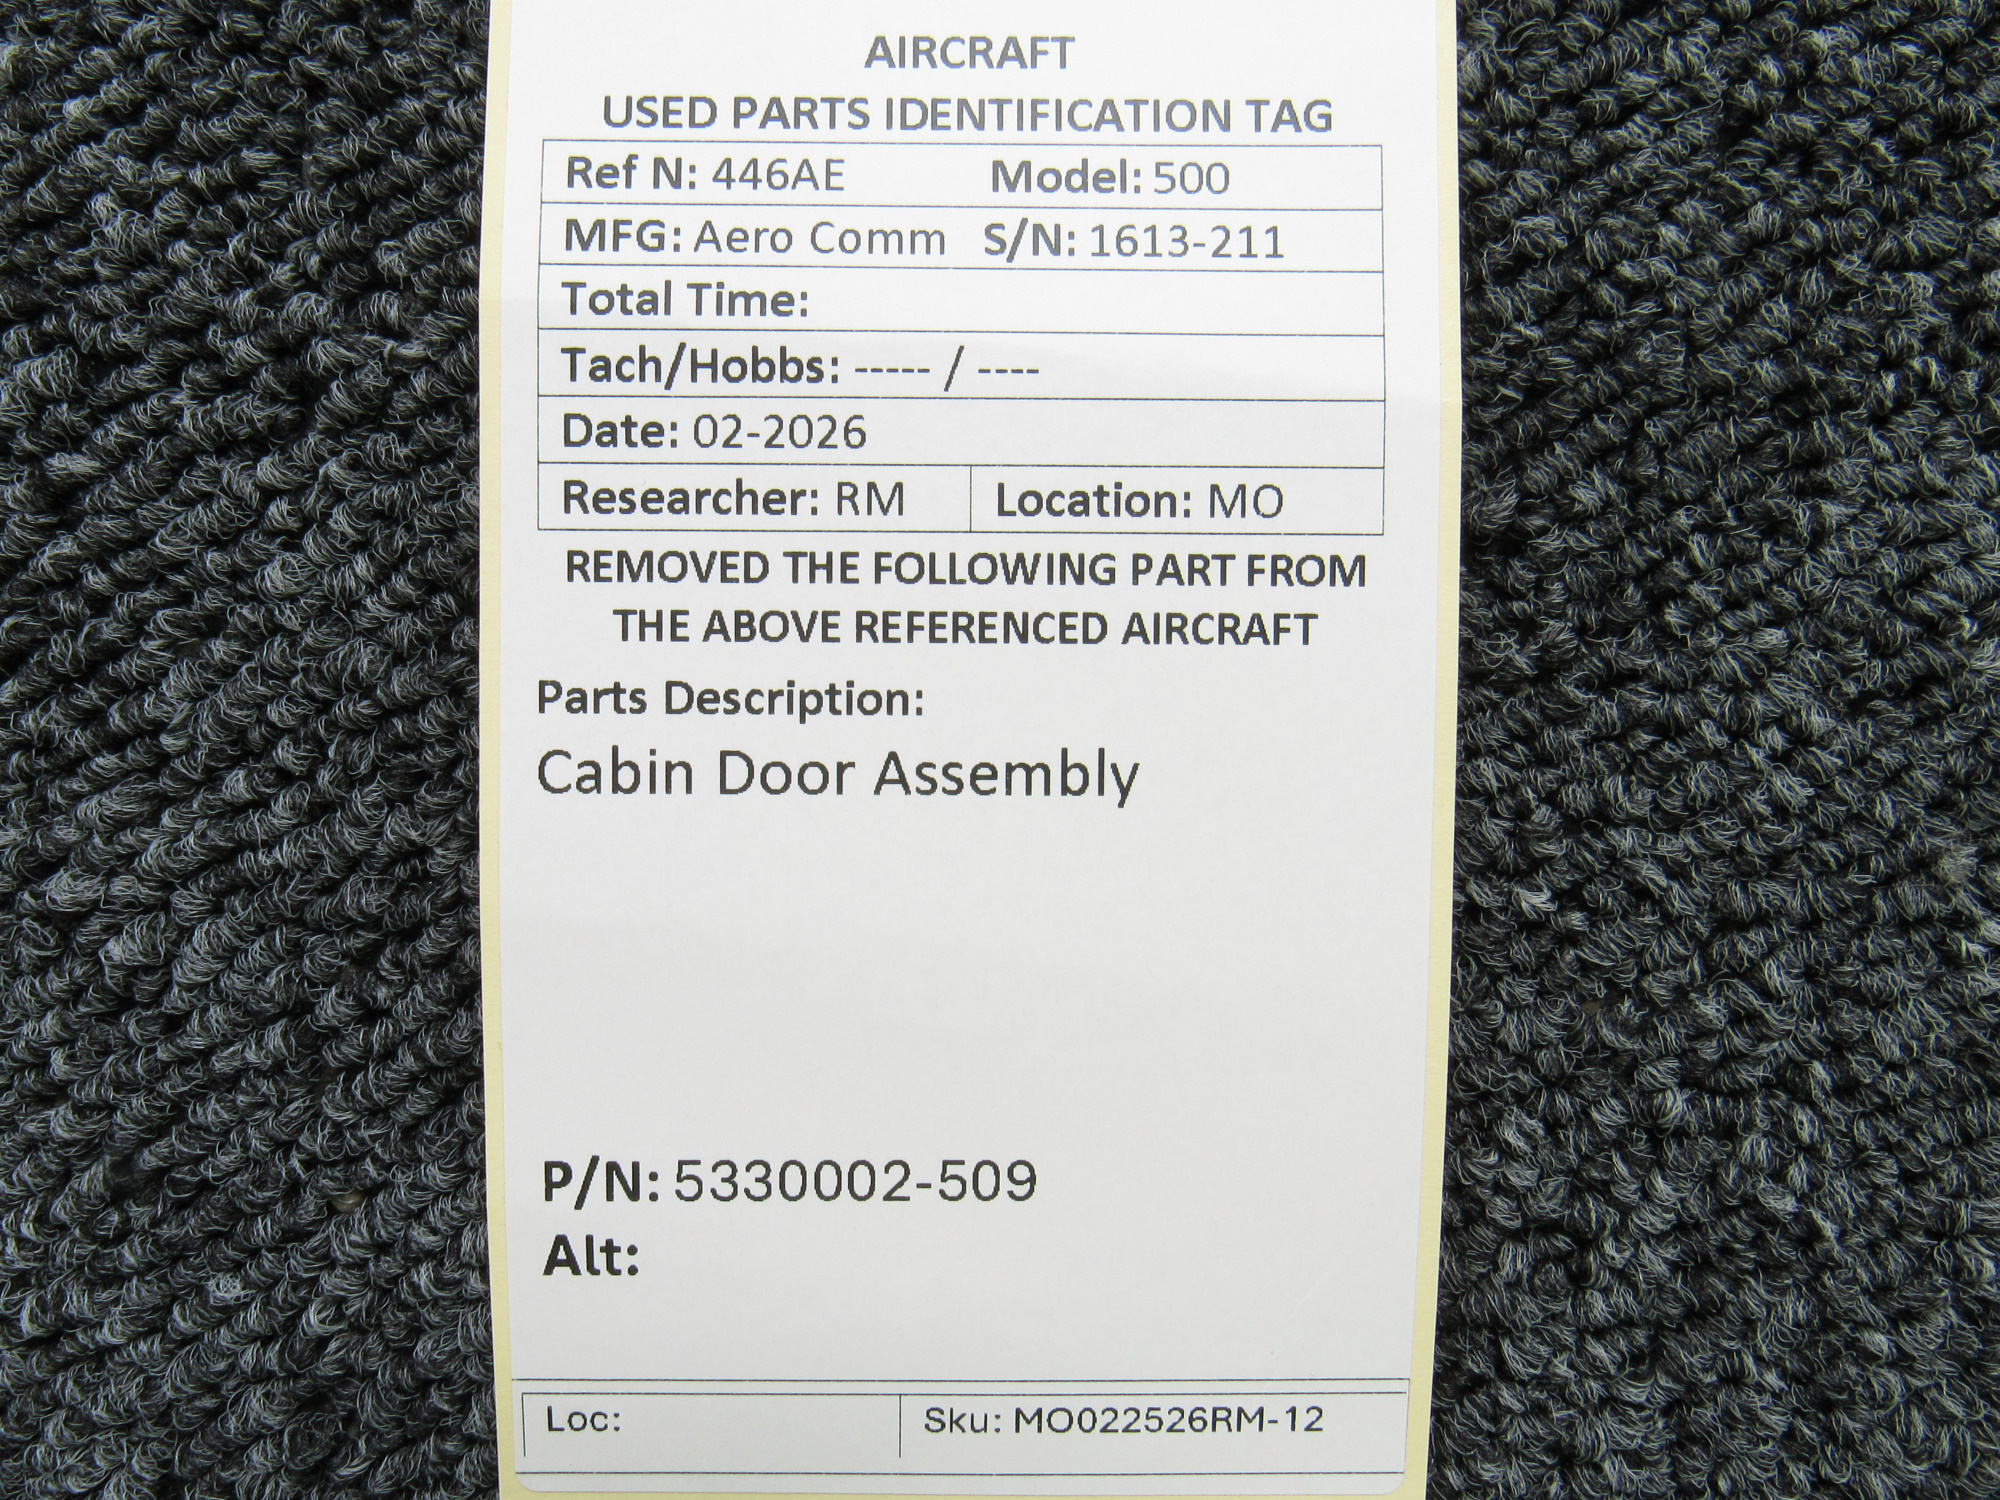 AIRCRAFT
USED PARTS IDENTIFICATION TAG
Ref N: 446AE Model: 500
MFG: Aero Comm S/N: 1613-211
Total Time:
Tach/Hobbs: ----- / ----
Date: 02-2026
Researcher: RM Location: MO
REMOVED THE FOLLOWING PART FROM
THE ABOVE REFERENCED AIRCRAFT
Parts Description:
Cabin Door Assembly
P/N: 5330002-509
Alt:
Loc: Sku: MO022526RM-12